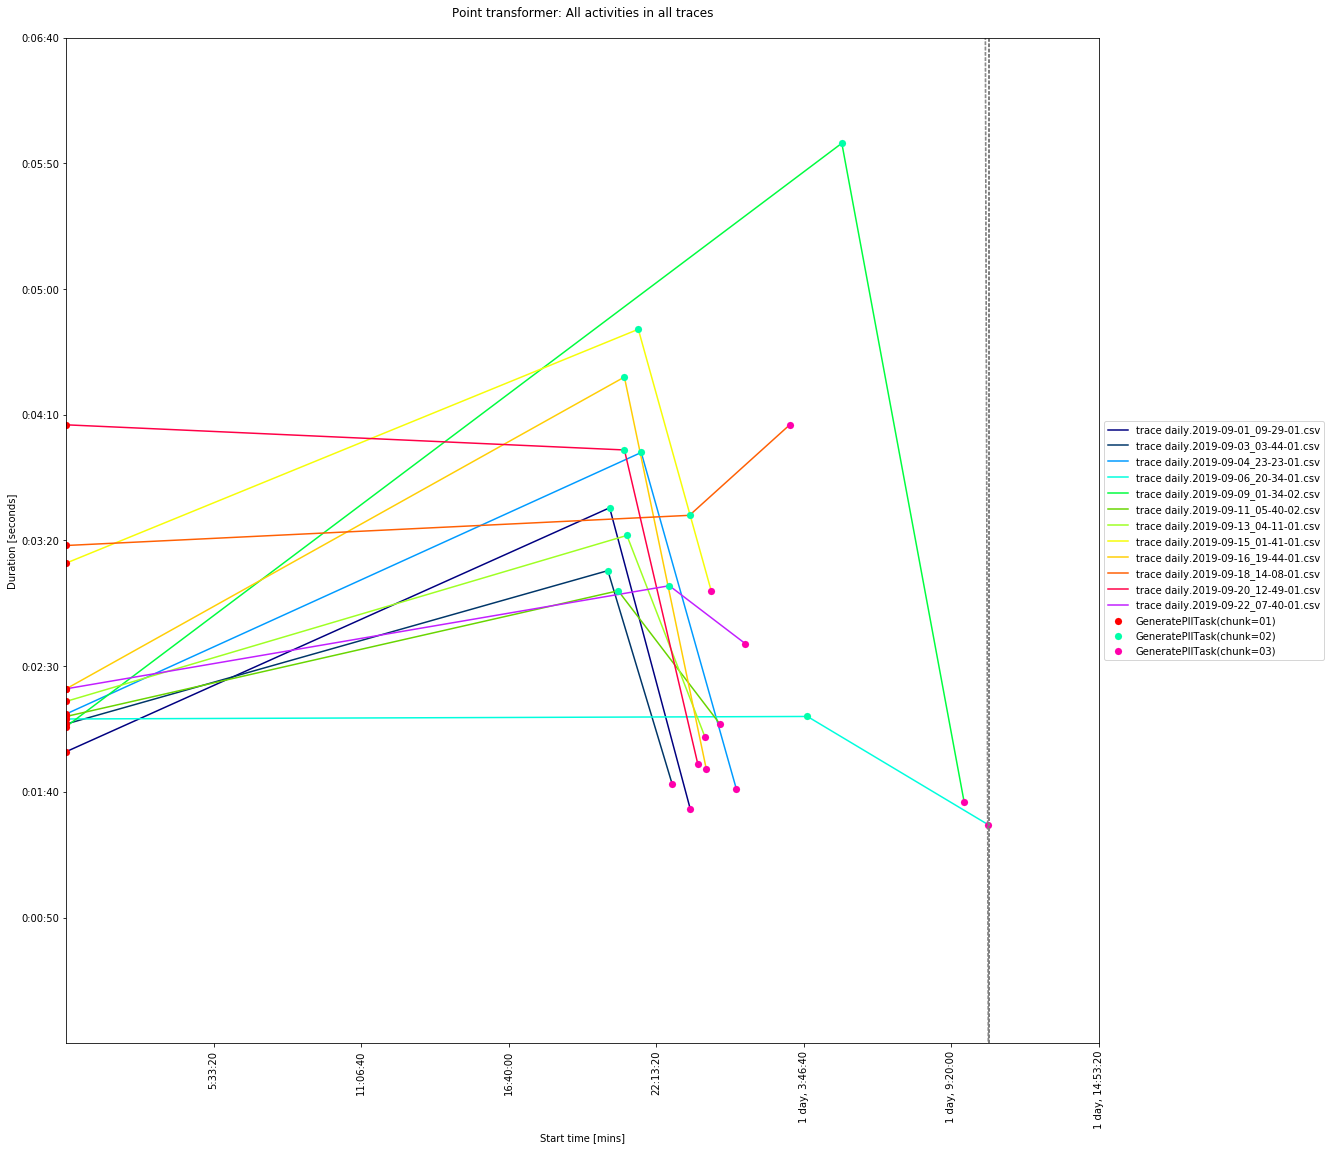 Point transformer: All activities in all traces
0:06:40
0:05:50
0:05:00
0:04:10
0:03:20
0:02:30
0:01:40
0:00:50
Duration [seconds]
5:33:20
11:06:40
16:40:00
22:13:20
1 day, 3:46:40
1 day, 9:20:00
1 day, 14:53:20
Start time [mins]
trace daily.2019-09-01_09-29-01.csv
trace daily.2019-09-03_03-44-01.csv
trace daily.2019-09-04_23-23-01.csv
trace daily.2019-09-06_20-34-01.csv
trace daily.2019-09-09_01-34-02.csv
trace daily.2019-09-11_05-40-02.csv
trace daily.2019-09-13_04-11-01.csv
trace daily.2019-09-15_01-41-01.csv
trace daily.2019-09-16_19-44-01.csv
trace daily.2019-09-18_14-08-01.csv
trace daily.2019-09-20_12-49-01.csv
trace daily.2019-09-22_07-40-01.csv
GeneratePIITask(chunk=01)
GeneratePIITask(chunk=02)
GeneratePIITask(chunk=03)